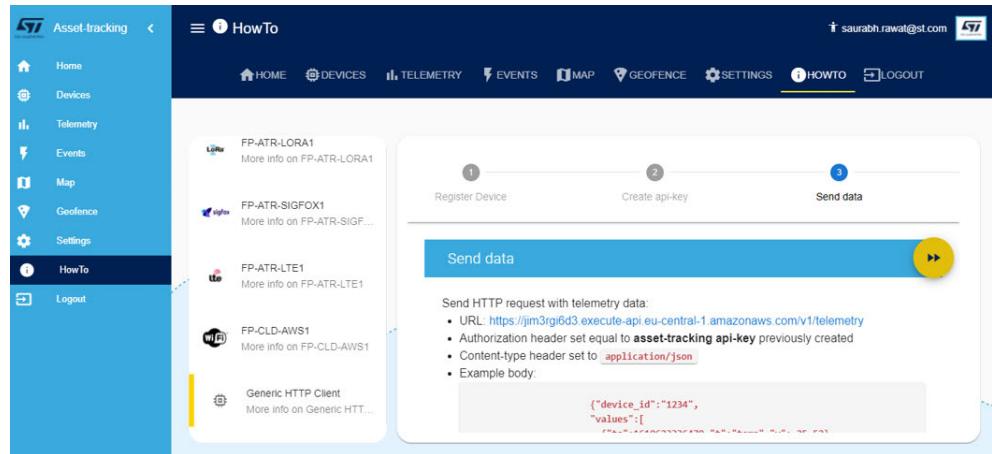 Asset-tracking
HowTo
saurabh.rawat@st.com
HOME DEVICES TELEMETRY EVENTS MAP GEOFENCE SETTINGS HOWTO LOGOUT
Home
Devices
Telemetry
Events
Map
Geofence
Settings
HowTo
Logout
LoRa
FP-ATR-LORA1
More info on FP-ATR-LORA1
sigfox
FP-ATR-SIGFOX1
More info on FP-ATR-SIGF...
lte
FP-ATR-LTE1
More info on FP-ATR-LTE1
WiFi
FP-CLD-AWS1
More info on FP-CLD-AWS1
Generic HTTP Client
More info on Generic HTT...
1 2 3
Register Device Create api-key Send data
Send data
Send HTTP request with telemetry data:
• URL: https://jim3rgi6d3.execute-api.eu-central-1.amazonaws.com/v1/telemetry
• Authorization header set equal to asset-tracking api-key previously created
• Content-type header set to application/json
• Example body:
{"device_id":"1234",
"values":[